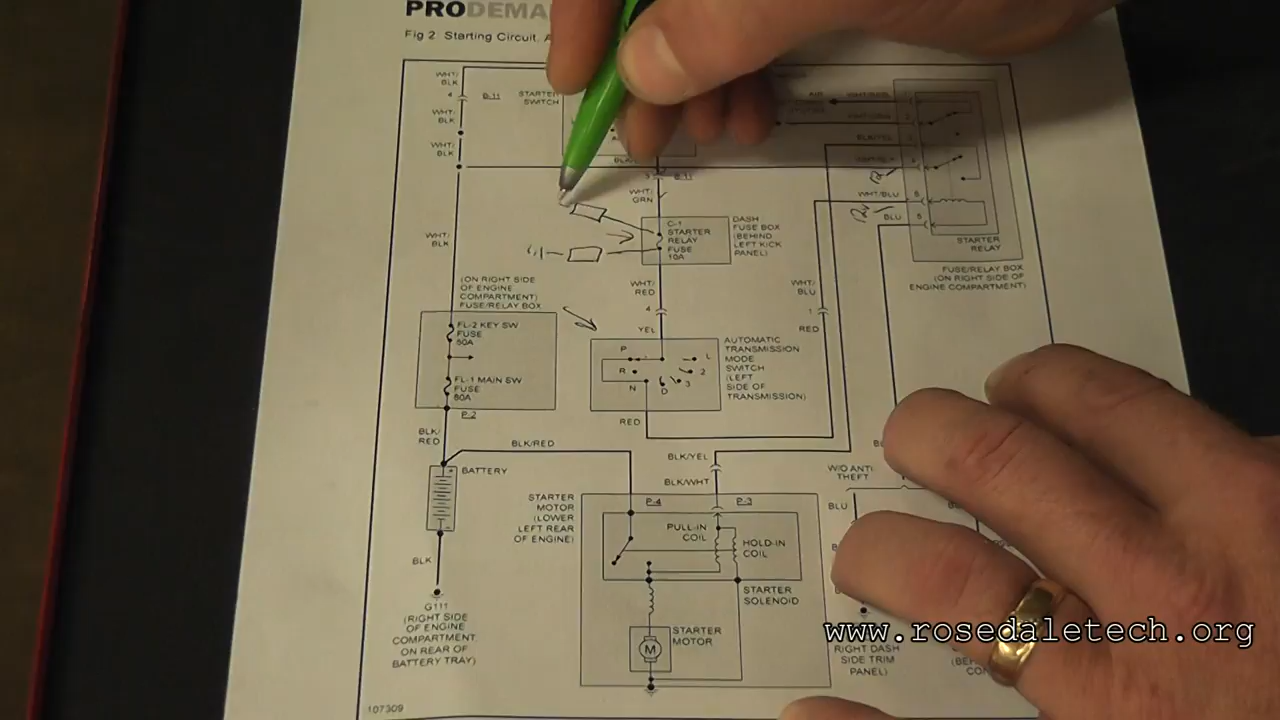 PRODEMA
Fig 2 Starting Circuit.
WHT/
BLK
4
B-11
STARTER
SWITCH
WHT/
BLK
WHT/
BLK
B-11
WHT/
GRN
WHT/BLU
BLU
C-1
STARTER
RELAY
FUSE
10A
DASH
FUSE BOX
(BEHIND
LEFT KICK
PANEL)
STARTER
RELAY
WHT/
BLK
FUSE/RELAY BOX
(ON RIGHT SIDE OF
ENGINE COMPARTMENT)
(ON RIGHT SIDE
OF ENGINE
COMPARTMENT)
FUSE/RELAY BOX
WHT/
RED
4
YEL
WHT/
BLU
1
RED
FL-2 KEY SW
FUSE
50A
FL-1 MAIN SW
FUSE
80A
P-2
P
R
N
D
3
2
L
AUTOMATIC
TRANSMISSION
MODE
SWITCH
(LEFT
SIDE OF
TRANSMISSION)
RED
BLK/
RED
BLK/RED
BATTERY
BLK/YEL
BLK/WHT
W/O ANTI
THEFT
BLU
STARTER
MOTOR
(LOWER
LEFT REAR
OF ENGINE)
P-4
P-3
PULL-IN
COIL
HOLD-IN
COIL
STARTER
SOLENOID
BLK
G111
(RIGHT SIDE
OF ENGINE
COMPARTMENT
ON REAR OF
BATTERY TRAY)
STARTER
MOTOR
M
www.rosedaletech.org
RIGHT DASH
SIDE TRIM
PANEL)
107309